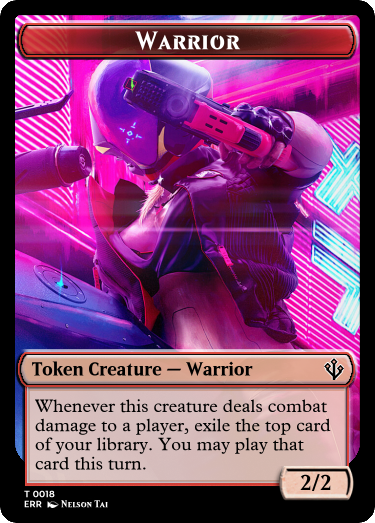 WARRIOR
Token Creature — Warrior
Whenever this creature deals combat
damage to a player, exile the top card
of your library. You may play that
card this turn.
2/2
T 0018
ERR NELSON TAI